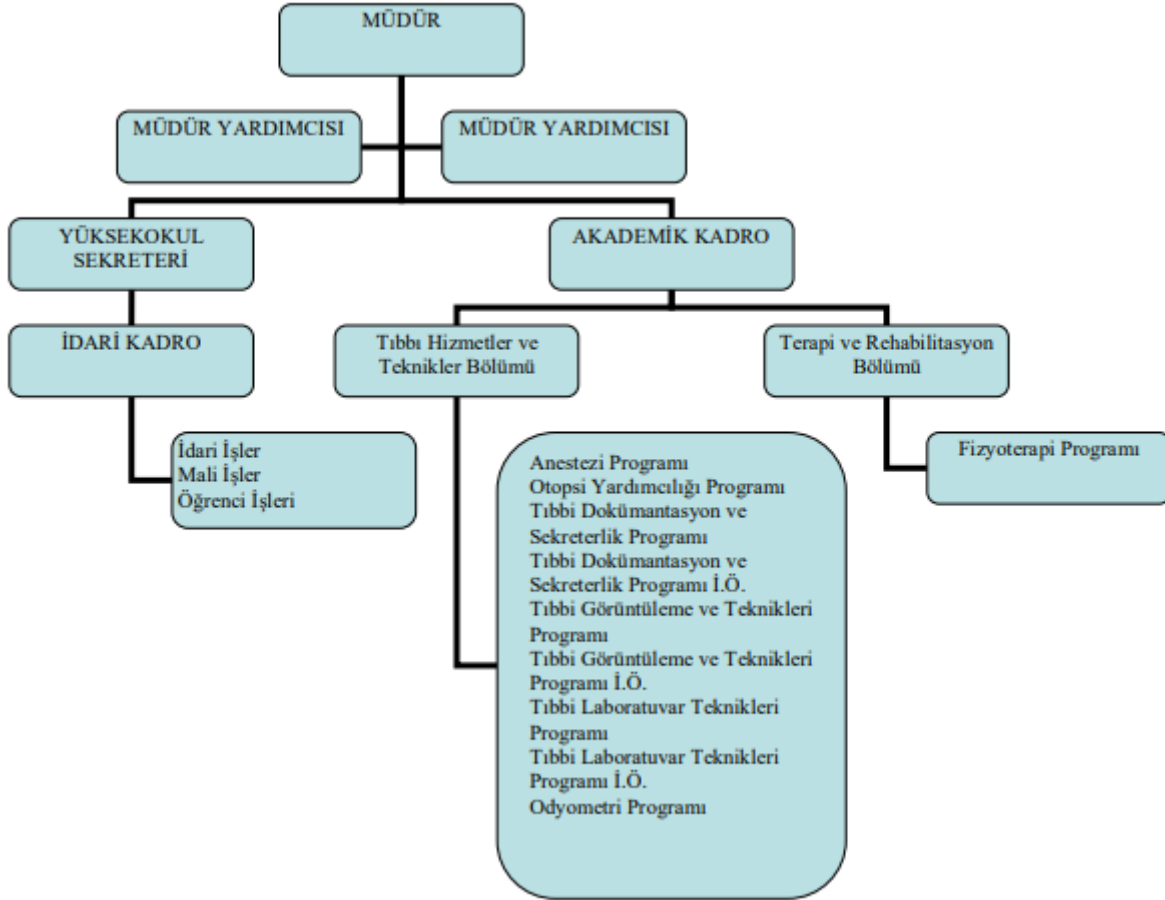 MÜDÜR
MÜDÜR YARDIMCISI
MÜDÜR YARDIMCISI
YÜKSEKOKUL
SEKRETERİ
AKADEMİK KADRO
İDARİ KADRO
Tıbbı Hizmetler ve
Teknikler Bölümü
Terapi ve Rehabilitasyon
Bölümü
İdari İşler
Mali İşler
Öğrenci İşleri
Anestezi Programı
Otopsi Yardımcılığı Programı
Tıbbi Dokümantasyon ve
Sekreterlik Programı
Tıbbi Dokümantasyon ve
Sekreterlik Programı İ.Ö.
Tıbbi Görüntüleme ve Teknikleri
Programı
Tıbbi Görüntüleme ve Teknikleri
Programı İ.Ö.
Tıbbi Laboratuvar Teknikleri
Programı
Tıbbi Laboratuvar Teknikleri
Programı İ.Ö.
Odyometri Programı
Fizyoterapi Programı